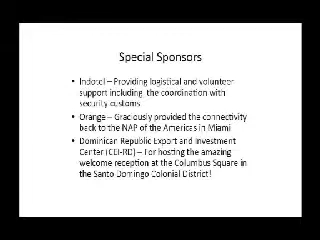 Special Sponsors
• Indotel – Providing logistical and volunteer
support including the coordination with
security customs
• Orange – Graciously provided the connectivity
back to the NAP of the Americas in Miami
• Dominican Republic Export and Investment
Center (CEI-RD) – For hosting the amazing
welcome reception at the Columbus Square in
the Santo Domingo Colonial District!